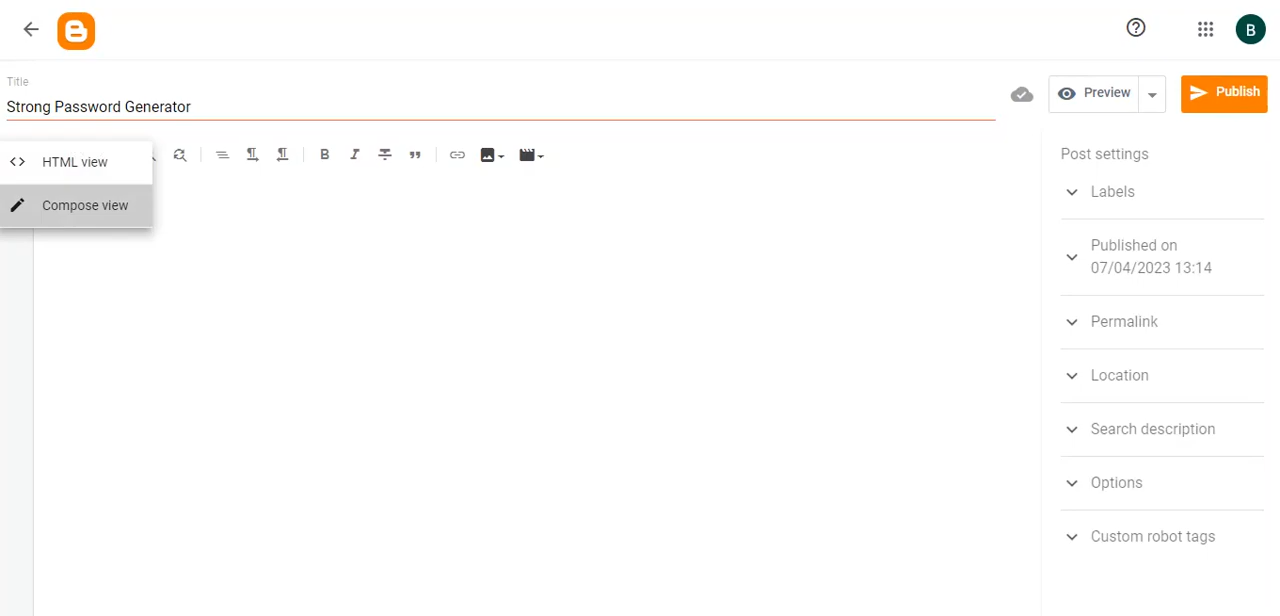 B
Title
Strong Password Generator
Preview
Publish
HTML view
Compose view
B
I
Post settings
Labels
Published on
07/04/2023 13:14
Permalink
Location
Search description
Options
Custom robot tags